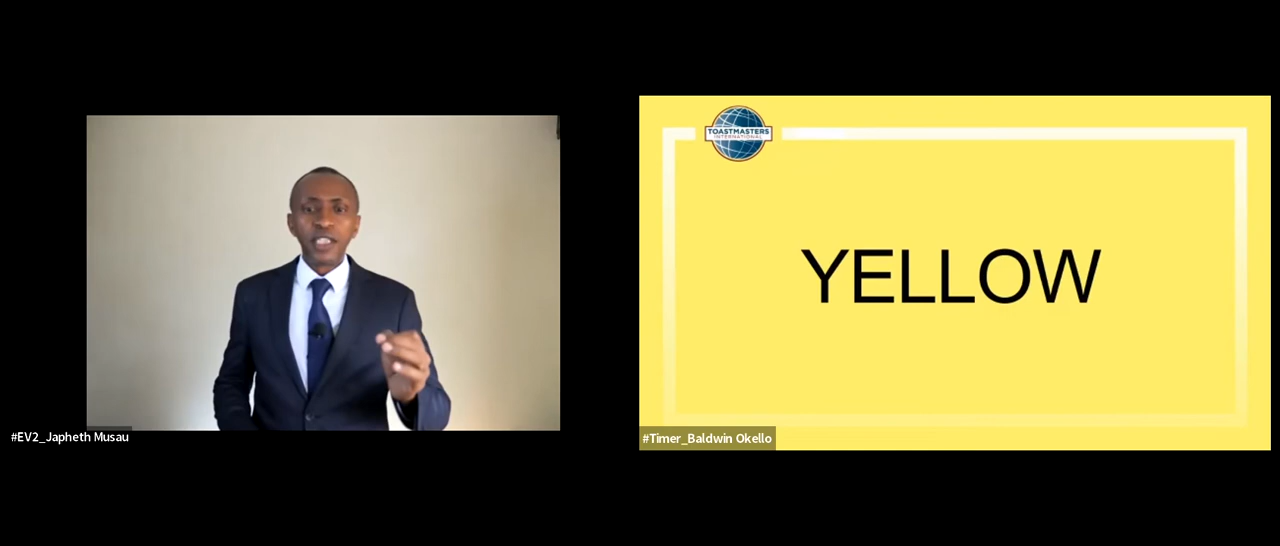 TOASTMASTERS
INTERNATIONAL
YELLOW
#EV2_Japheth Musau
#Timer_Baldwin Okello